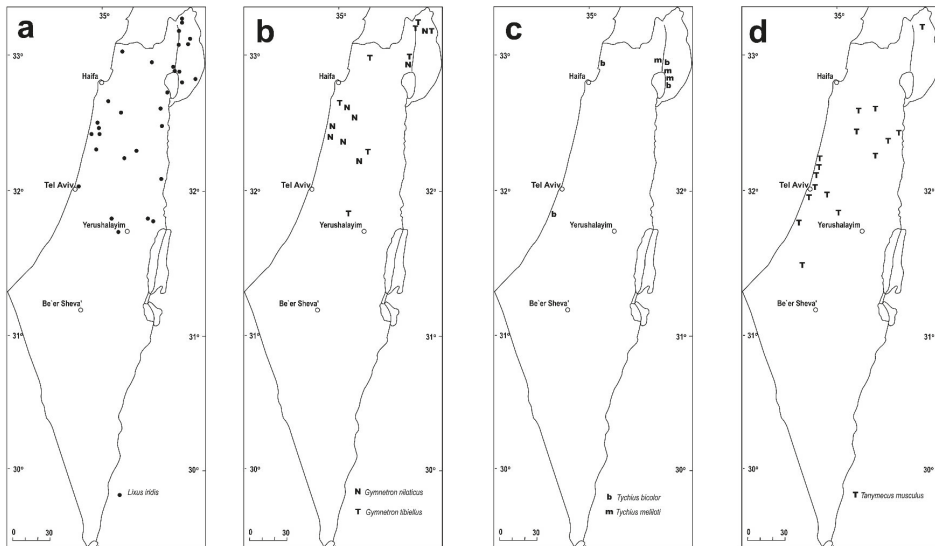 a
35°
33°
Haifa
Tel Aviv
32°
Yerushalayim
Be'er Sheva'
31°
30°
Lixus iridis
0 30
b
35°
T
T T T
33°
T T
N
Haifa
T N
N
N
N N
T
N
Tel Aviv
32°
T
Yerushalayim
Be'er Sheva'
31°
30°
N Gymnetron niloticus
T Gymnetron tibiellus
0 30
c
35°
33°
b m b
m
Haifa m
b
Tel Aviv
32°
b
Yerushalayim
Be'er Sheva'
31°
30°
b Tychius bicolor
m Tychius meliloti
0 30
d
35°
T
33°
Haifa
T T
T T
T
T
T
T
T
T
Tel Aviv
32°
T T
T
T
Yerushalayim
T
Be'er Sheva'
31°
30°
T Tanymecus musculus
0 30